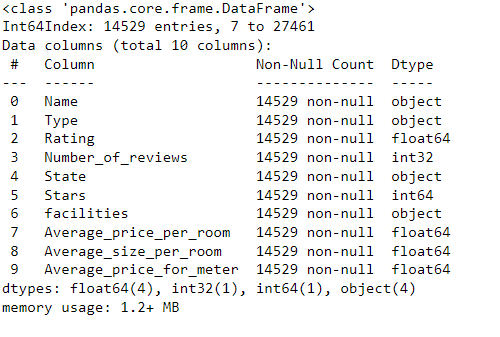 <class 'pandas.core.frame.DataFrame'>
Int64Index: 14529 entries, 7 to 27461
Data columns (total 10 columns):
 #   Column                   Non-Null Count  Dtype
---  ------                   --------------  -----
 0   Name                     14529 non-null  object
 1   Type                     14529 non-null  object
 2   Rating                   14529 non-null  float64
 3   Number_of_reviews        14529 non-null  int32
 4   State                    14529 non-null  object
 5   Stars                    14529 non-null  int64
 6   facilities               14529 non-null  object
 7   Average_price_per_room   14529 non-null  float64
 8   Average_size_per_room    14529 non-null  float64
 9   Average_price_for_meter  14529 non-null  float64
dtypes: float64(4), int32(1), int64(1), object(4)
memory usage: 1.2+ MB